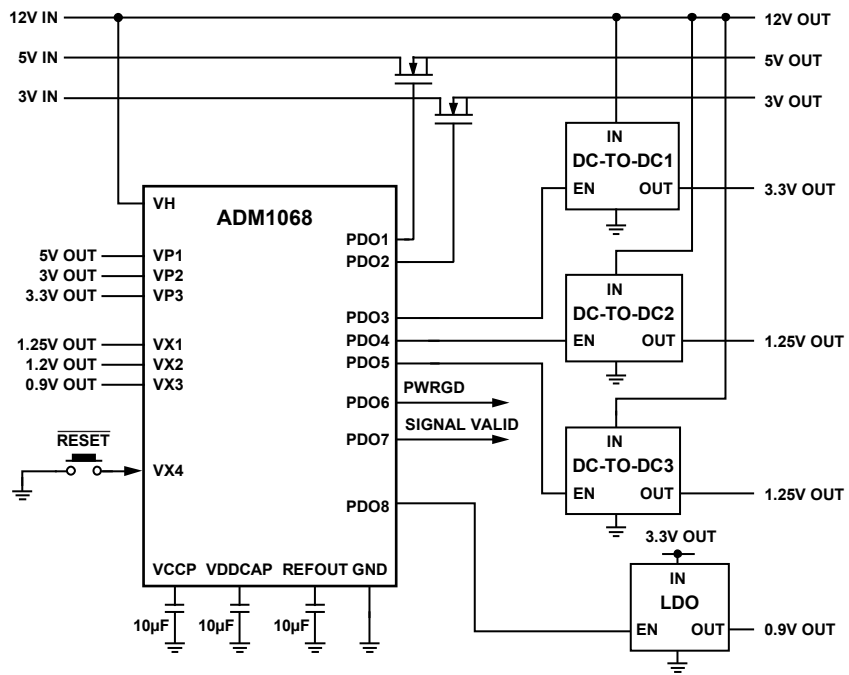 12V IN
12V OUT
5V IN
5V OUT
3V IN
3V OUT
IN
DC-TO-DC1
EN OUT
3.3V OUT
ADM1068
VH
PDO1
PDO2
5V OUT
VP1
3V OUT
VP2
3.3V OUT
VP3
IN
DC-TO-DC2
EN OUT
1.25V OUT
PDO3
PDO4
PDO5
1.25V OUT
VX1
1.2V OUT
VX2
0.9V OUT
VX3
PDO6
PWRGD
PDO7
SIGNAL VALID
RESET
VX4
IN
DC-TO-DC3
EN OUT
1.25V OUT
PDO8
3.3V OUT
IN
LDO
EN OUT
0.9V OUT
VCCP VDDCAP REFOUT GND
10µF 10µF 10µF